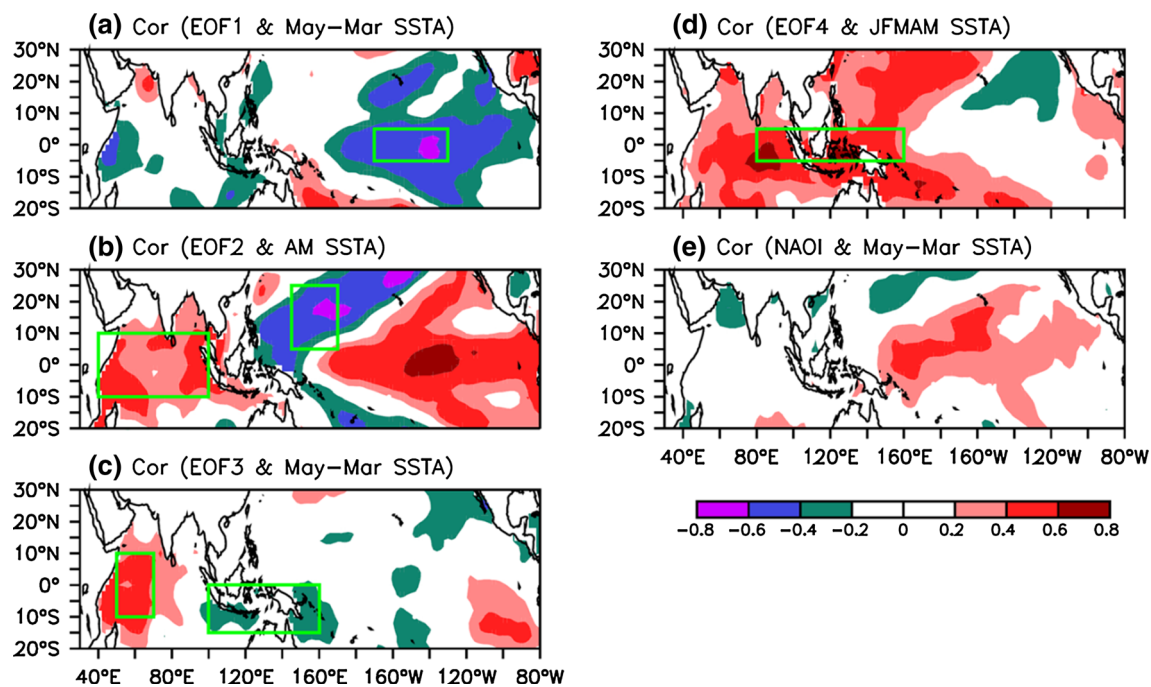 (a) Cor (EOF1 & May-Mar SSTA)
30°N
20°N
10°N
0°
10°S
20°S
(b) Cor (EOF2 & AM SSTA)
30°N
20°N
10°N
0°
10°S
20°S
(c) Cor (EOF3 & May-Mar SSTA)
30°N
20°N
10°N
0°
10°S
20°S
40°E 80°E 120°E 160°E 160°W 120°W 80°W
(d) Cor (EOF4 & JFMAM SSTA)
30°N
20°N
10°N
0°
10°S
20°S
(e) Cor (NAOI & May-Mar SSTA)
30°N
20°N
10°N
0°
10°S
20°S
40°E 80°E 120°E 160°E 160°W 120°W 80°W
-0.8 -0.6 -0.4 -0.2 0 0.2 0.4 0.6 0.8